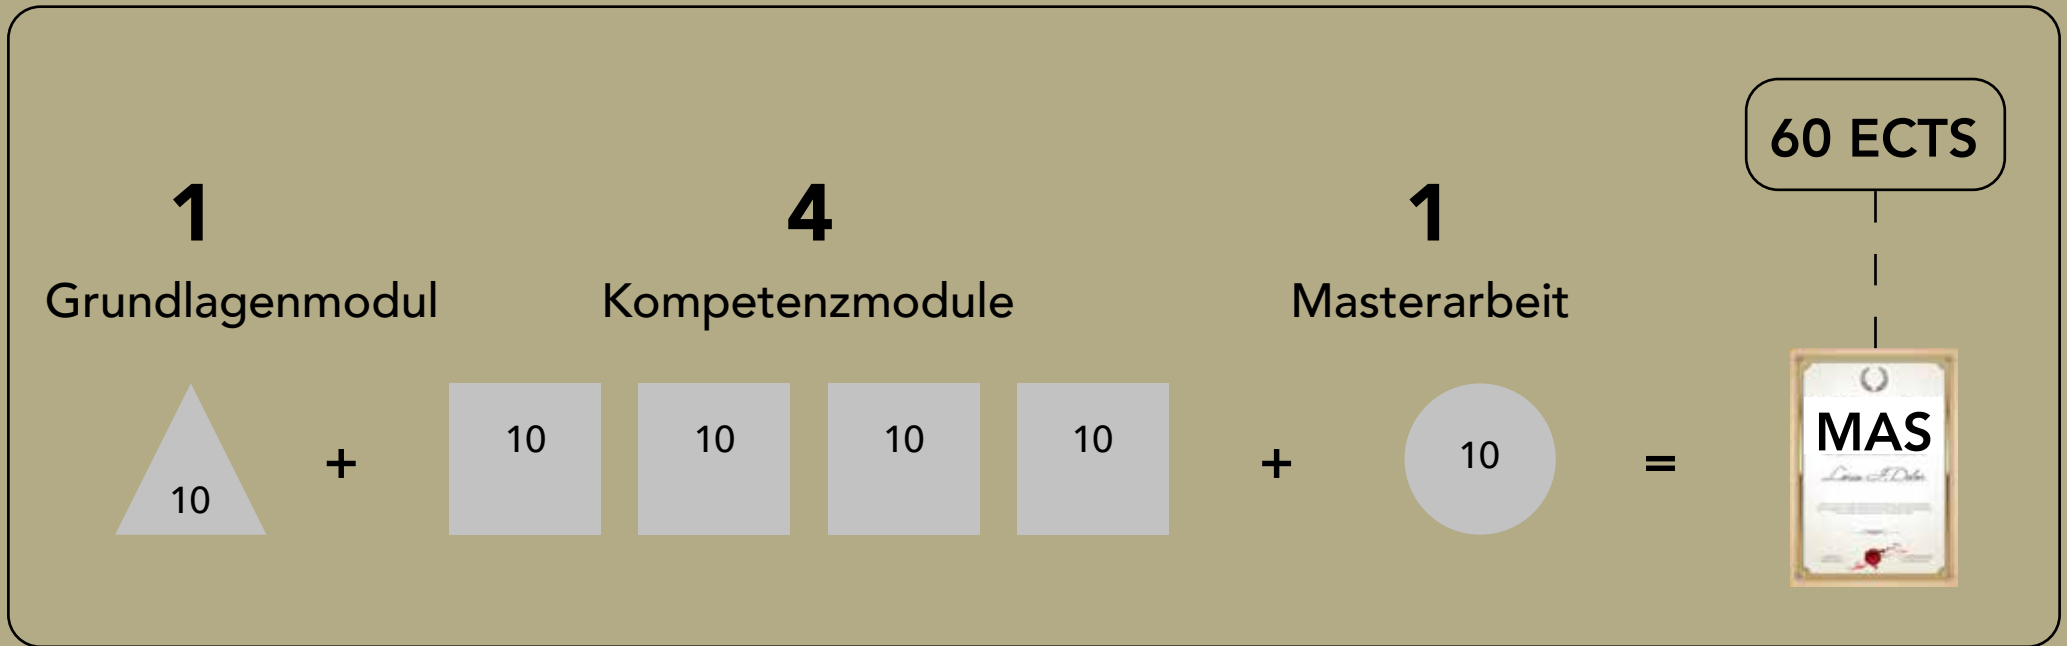 60 ECTS
1 4 1
Grundlagenmodul Kompetenzmodule Masterarbeit
10 + 10 10 10 10 + 10 = MAS